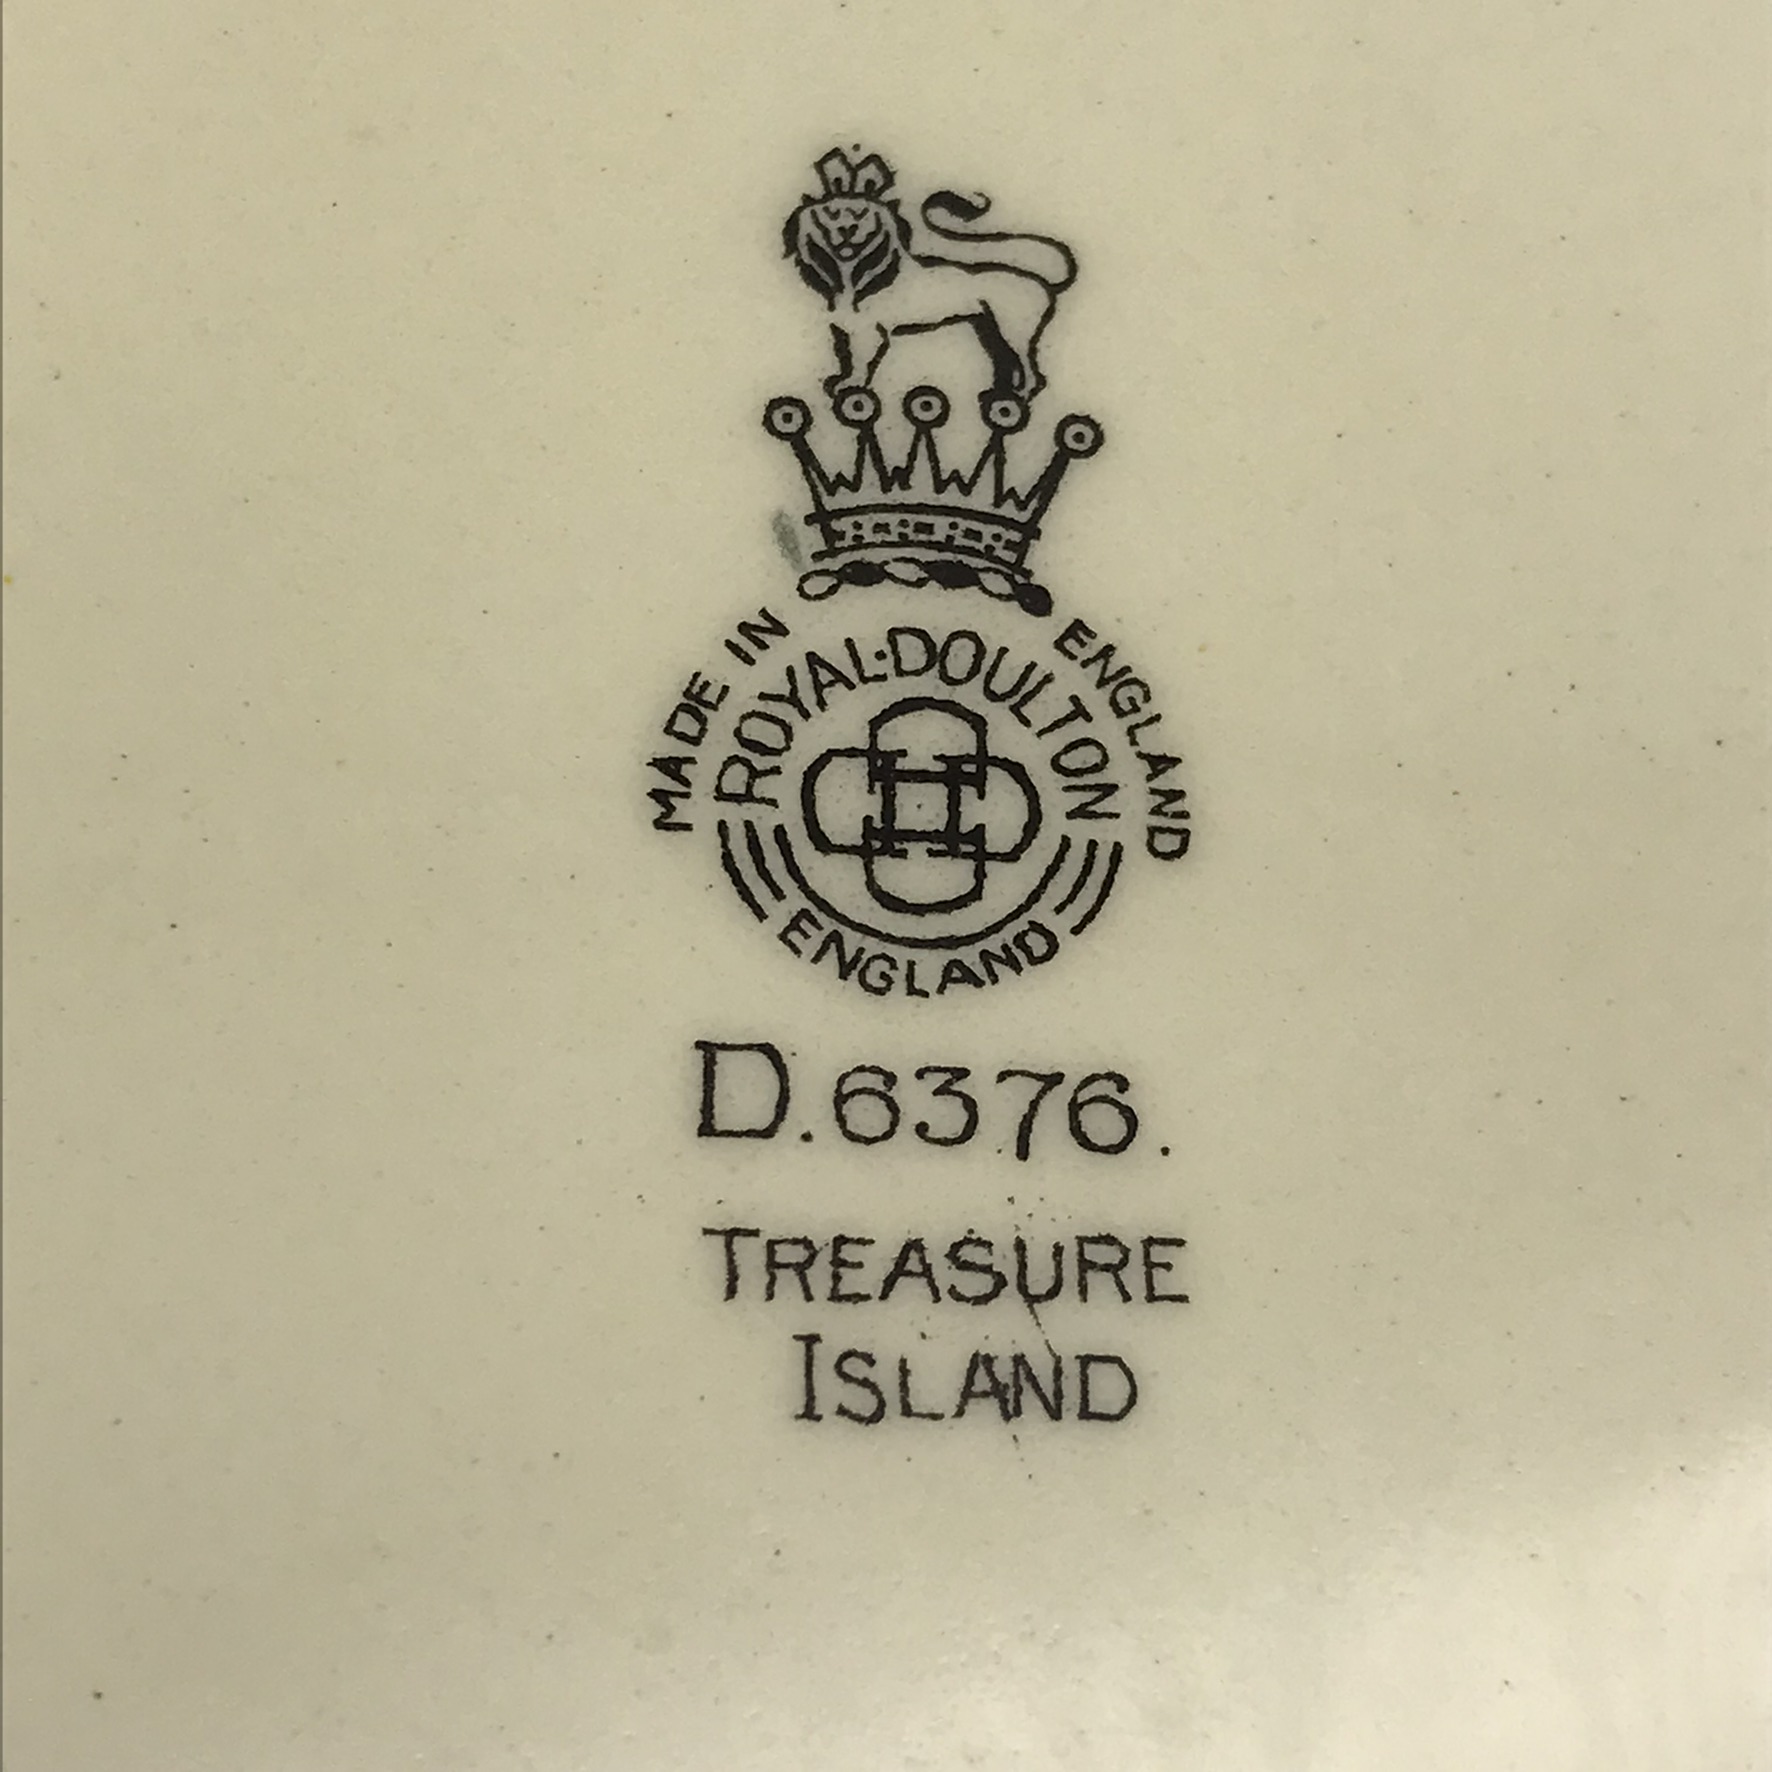 MADE IN ENGLAND
ROYAL·DOULTON
ENGLAND
D.6376.
TREASURE
ISLAND